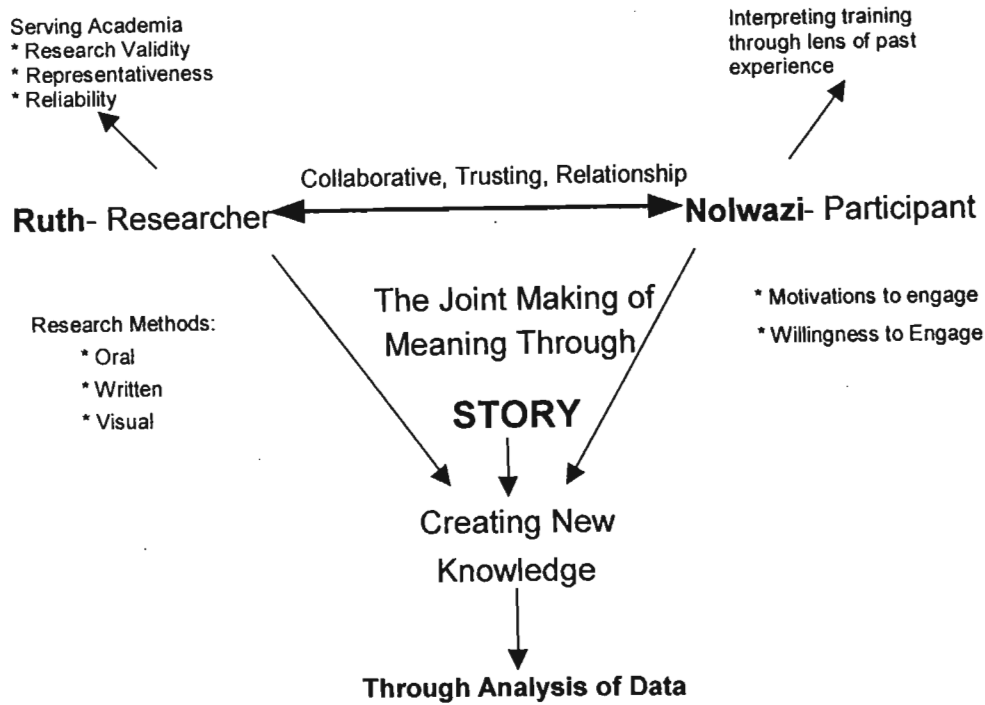 Serving Academia
* Research Validity
* Representativeness
* Reliability
Interpreting training
through lens of past
experience
Collaborative, Trusting, Relationship
Ruth- Researcher
Nolwazi- Participant
The Joint Making of
Meaning Through
STORY
Research Methods:
* Oral
* Written
* Visual
* Motivations to engage
* Willingness to Engage
Creating New
Knowledge
Through Analysis of Data